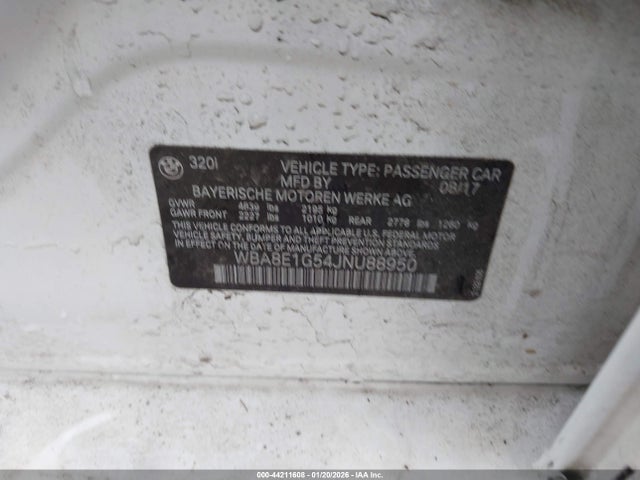 320i VEHICLE TYPE: PASSENGER CAR
MFD BY 08/17
BAYERISCHE MOTOREN WERKE AG
GVWR 4839 lbs 2195 kg
GAWR FRONT 2227 lbs 1010 kg REAR 2778 lbs 1260 kg
THIS VEHICLE CONFORMS TO ALL APPLICABLE U.S. FEDERAL MOTOR
VEHICLE SAFETY, BUMPER, AND THEFT PREVENTION STANDARDS
IN EFFECT ON THE DATE OF MANUFACTURE SHOWN ABOVE.
WBA8E1G54JNU88950
000-44211608 - 01/20/2026 - iaai.com/ca